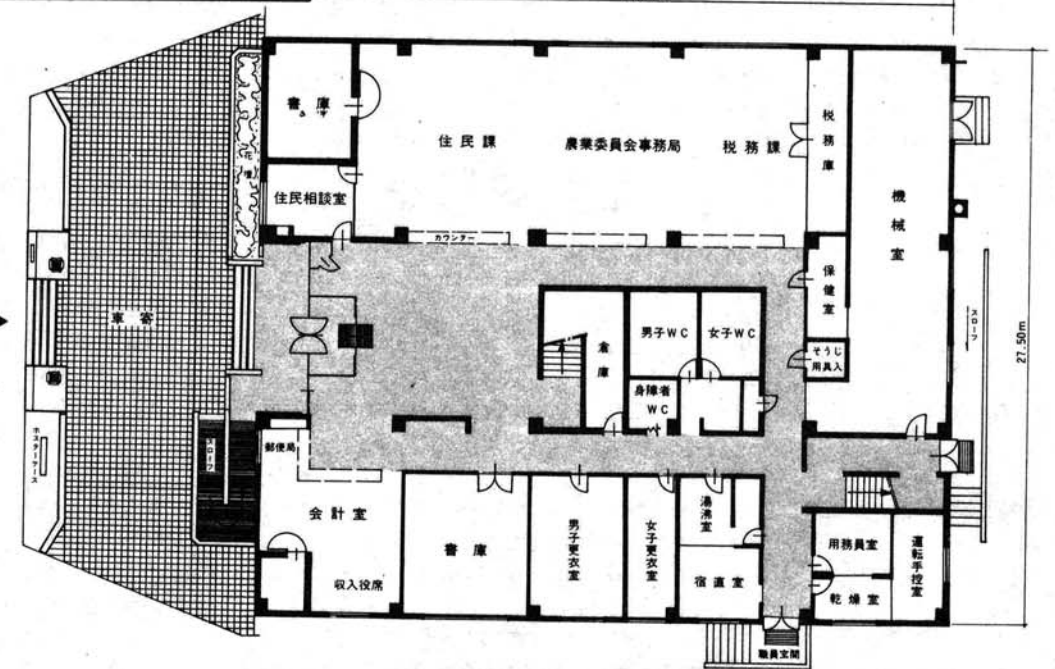 書庫
住民課
農業委員会事務局
税務課
税務庫
機械室
花壇
住民相談室
カウンター
保健室
スロープ
27.50m
車寄
倉庫
男子WC
女子WC
そうじ
用具入
身障者
WC
郵便局
スロープ
ポスターケース
会計室
書庫
男子更衣室
女子更衣室
湯沸室
用務員室
運転手控室
収入役席
宿直室
乾燥室
職員玄関